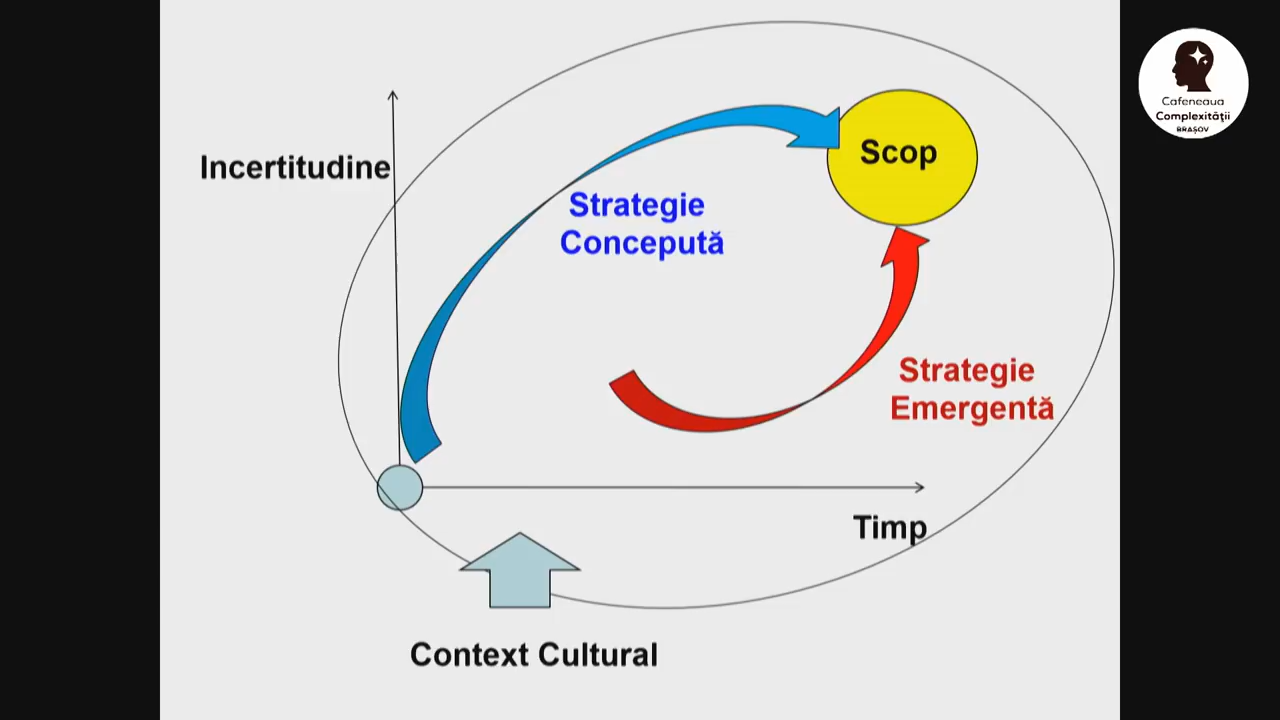 Cafeneaua
Complexității
BRAȘOV
Incertitudine
Scop
Strategie
Concepută
Strategie
Emergentă
Timp
Context Cultural